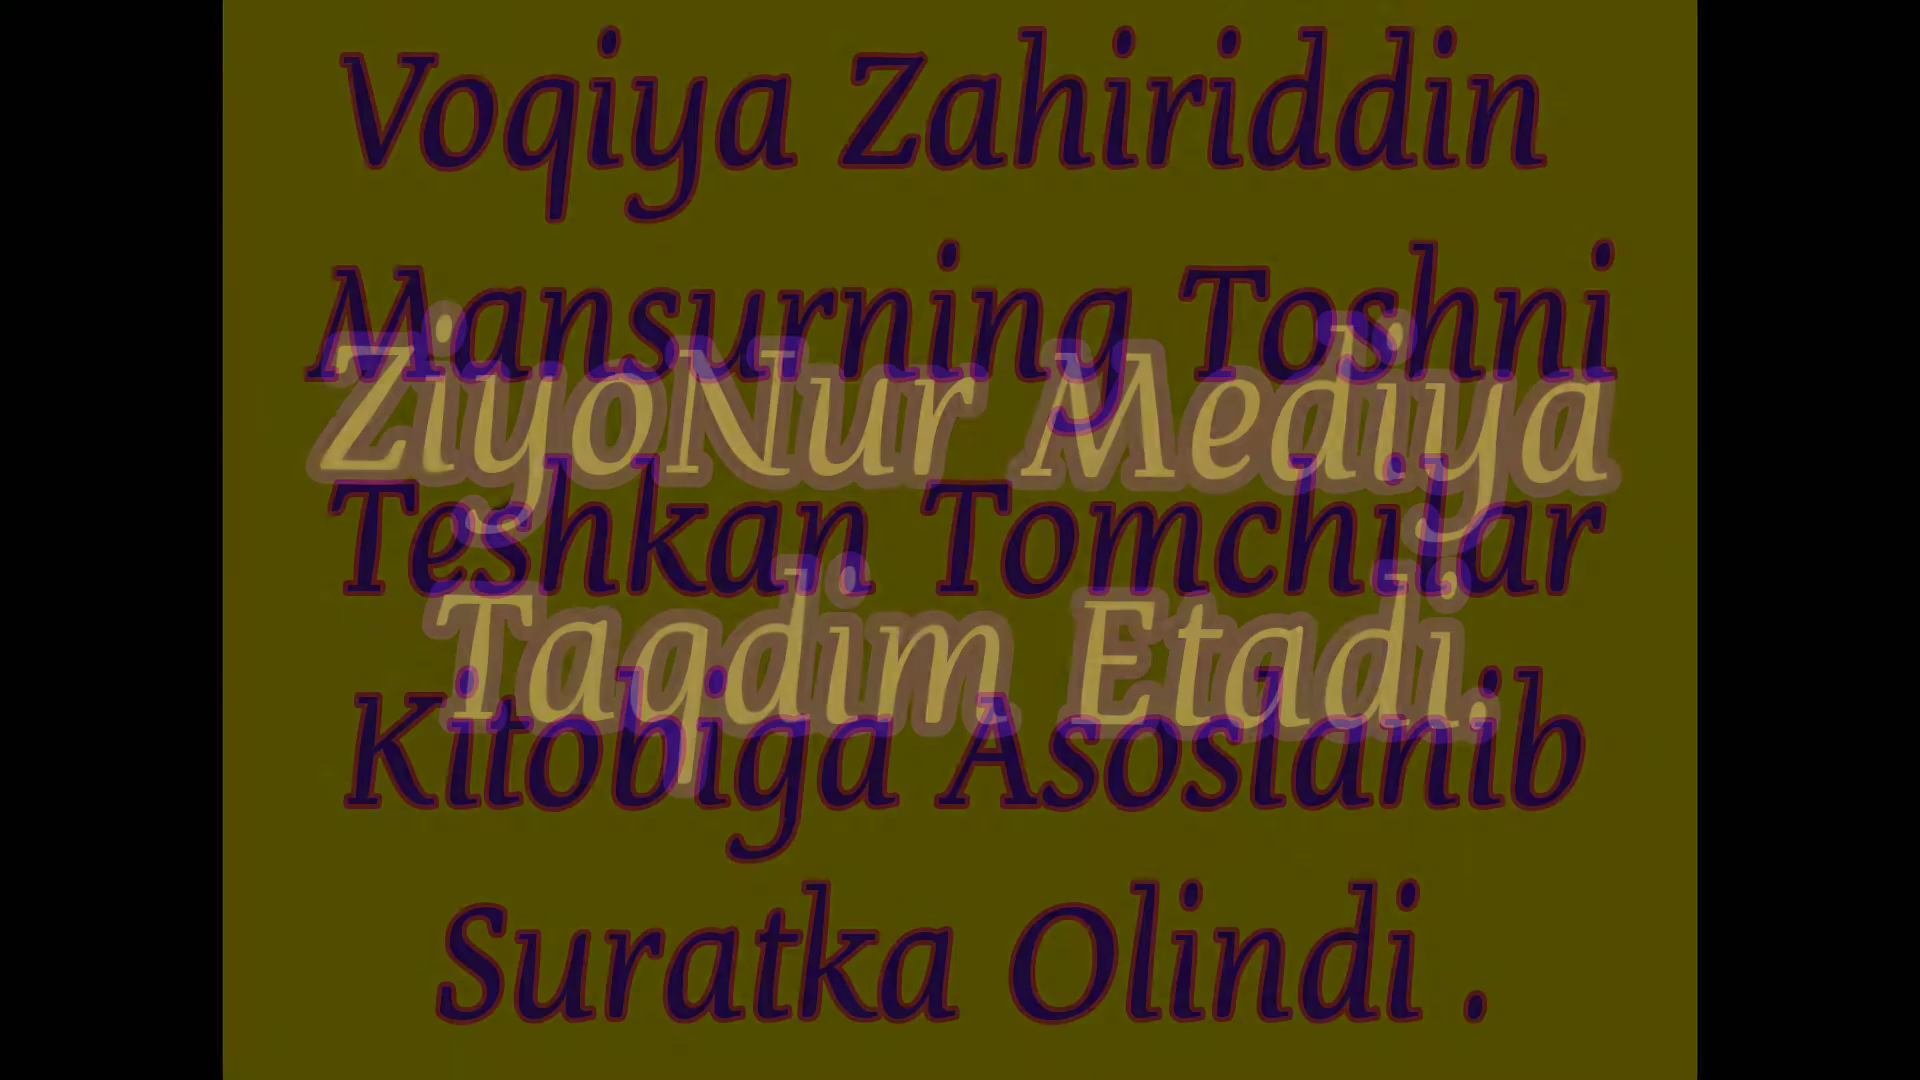 Voqiya Zahiriddin
Mansurning Toshni
ZiyoNur Mediya
Teshkan Tomchilar
Taqdim Etadi.
Kitobiga Asoslanib
Suratka Olindi .